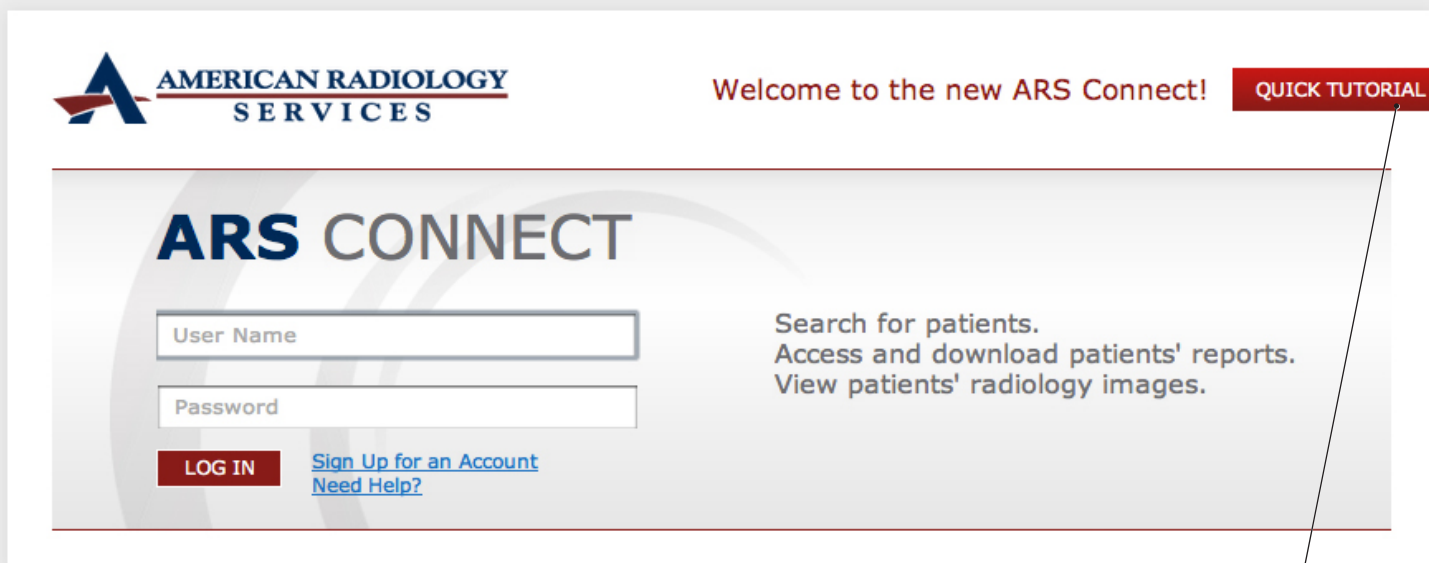 AMERICAN RADIOLOGY
SERVICES
Welcome to the new ARS Connect!
QUICK TUTORIAL
ARS CONNECT
User Name
Password
LOG IN
Sign Up for an Account
Need Help?
Search for patients.
Access and download patients' reports.
View patients' radiology images.